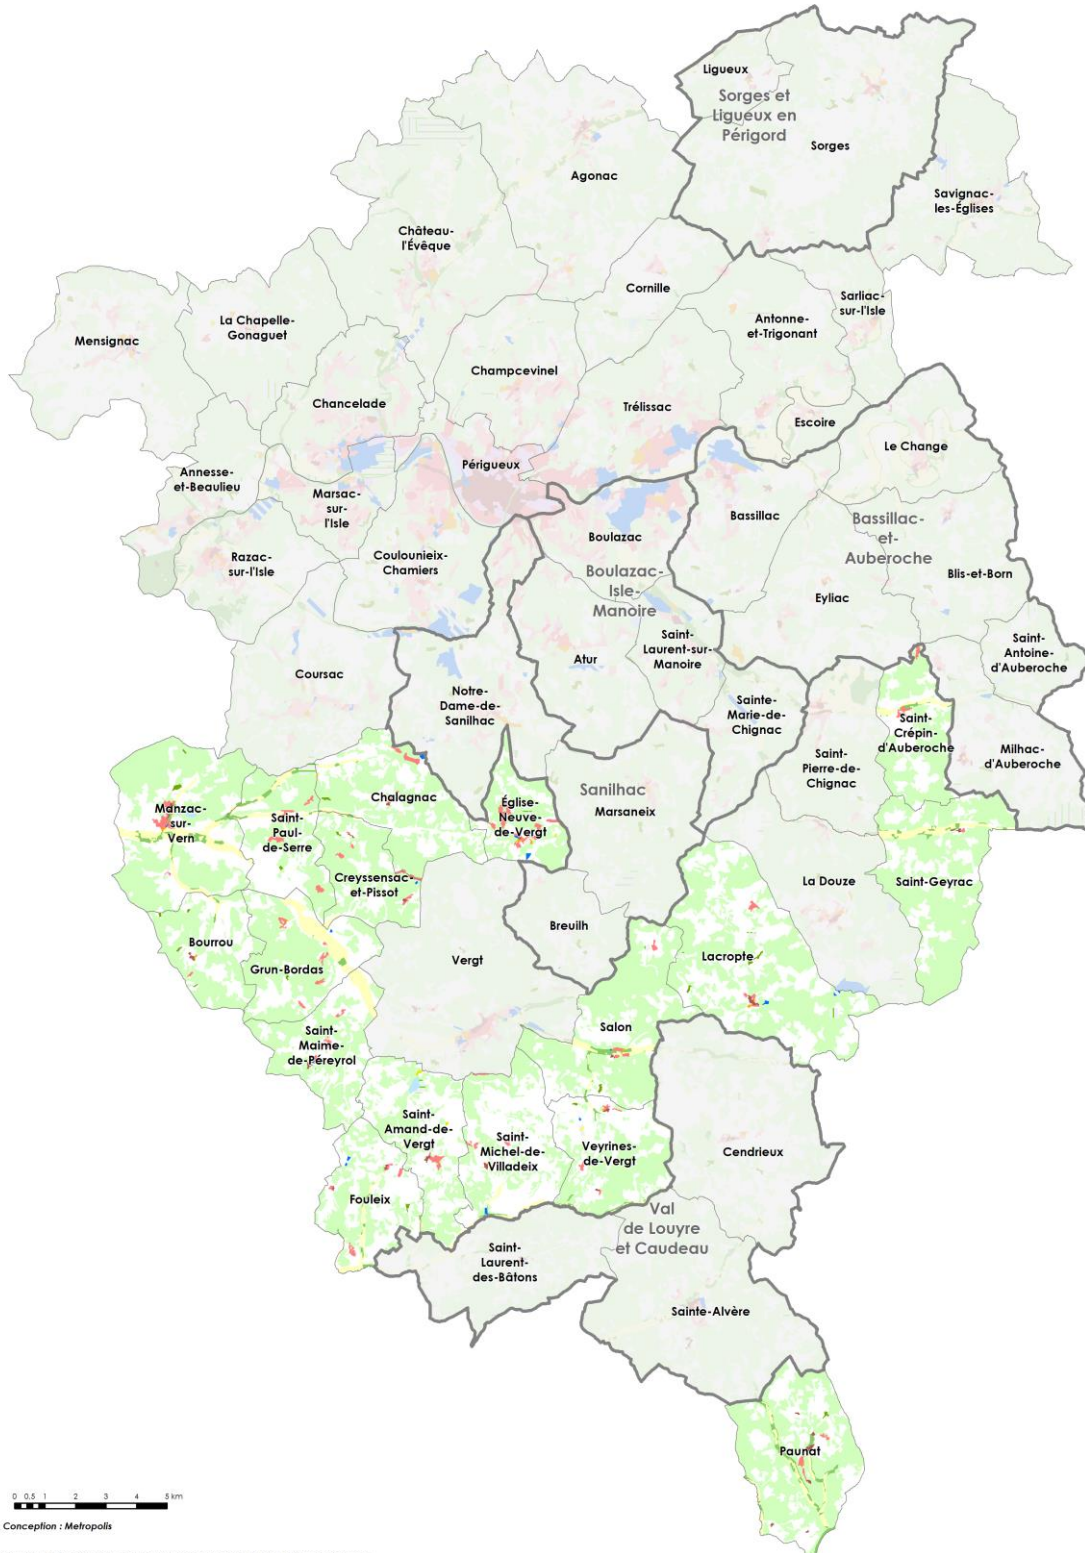 Ligueux
Sorges et
Ligueux en
Périgord
Sorges
Agonac
Savignac-
les-Églises
Château-
l'Évêque
Cornille
Sarliac-
sur-l'Isle
La Chapelle-
Gonaguet
Antonne-
et-Trigonant
Mensignac
Champcevinel
Chancelade
Trélissac
Escoire
Le Change
Périgueux
Annesse-
et-Beaulieu
Marsac-
sur-
l'Isle
Bassillac
Bassillac-
et-
Auberoche
Boulazac
Coulounieix-
Chamiers
Razac-
sur-l'Isle
Boulazac-
Isle-
Manoire
Blis-et-Born
Eyliac
Saint-
Laurent-sur-
Manoire
Saint-
Antoine-
d'Auberoche
Atur
Coursac
Notre-
Dame-de-
Sanilhac
Sainte-
Marie-de-
Chignac
Saint-
Crépin-
d'Auberoche
Saint-
Pierre-de-
Chignac
Milhac-
d'Auberoche
Sanilhac
Marsaneix
Chalagnac
Église-
Neuve-
de-Vergt
Manzac-
sur-
Vern
Saint-
Paul-
de-Serre
Creyssensac-
et-Pissot
La Douze
Saint-Geyrac
Breuilh
Bourrou
Vergt
Lacropte
Grun-Bordas
Salon
Saint-
Maime-
de-Péreyrol
Saint-
Amand-de-
Vergt
Saint-
Michel-de-
Villadeix
Veyrines-
de-Vergt
Cendrieux
Fouleix
Val
de Louyre
et Caudeau
Saint-
Laurent-
des-Bâtons
Sainte-Alvère
Paunat
0 0,5 1 2 3 4 5 km
Conception : Metropolis